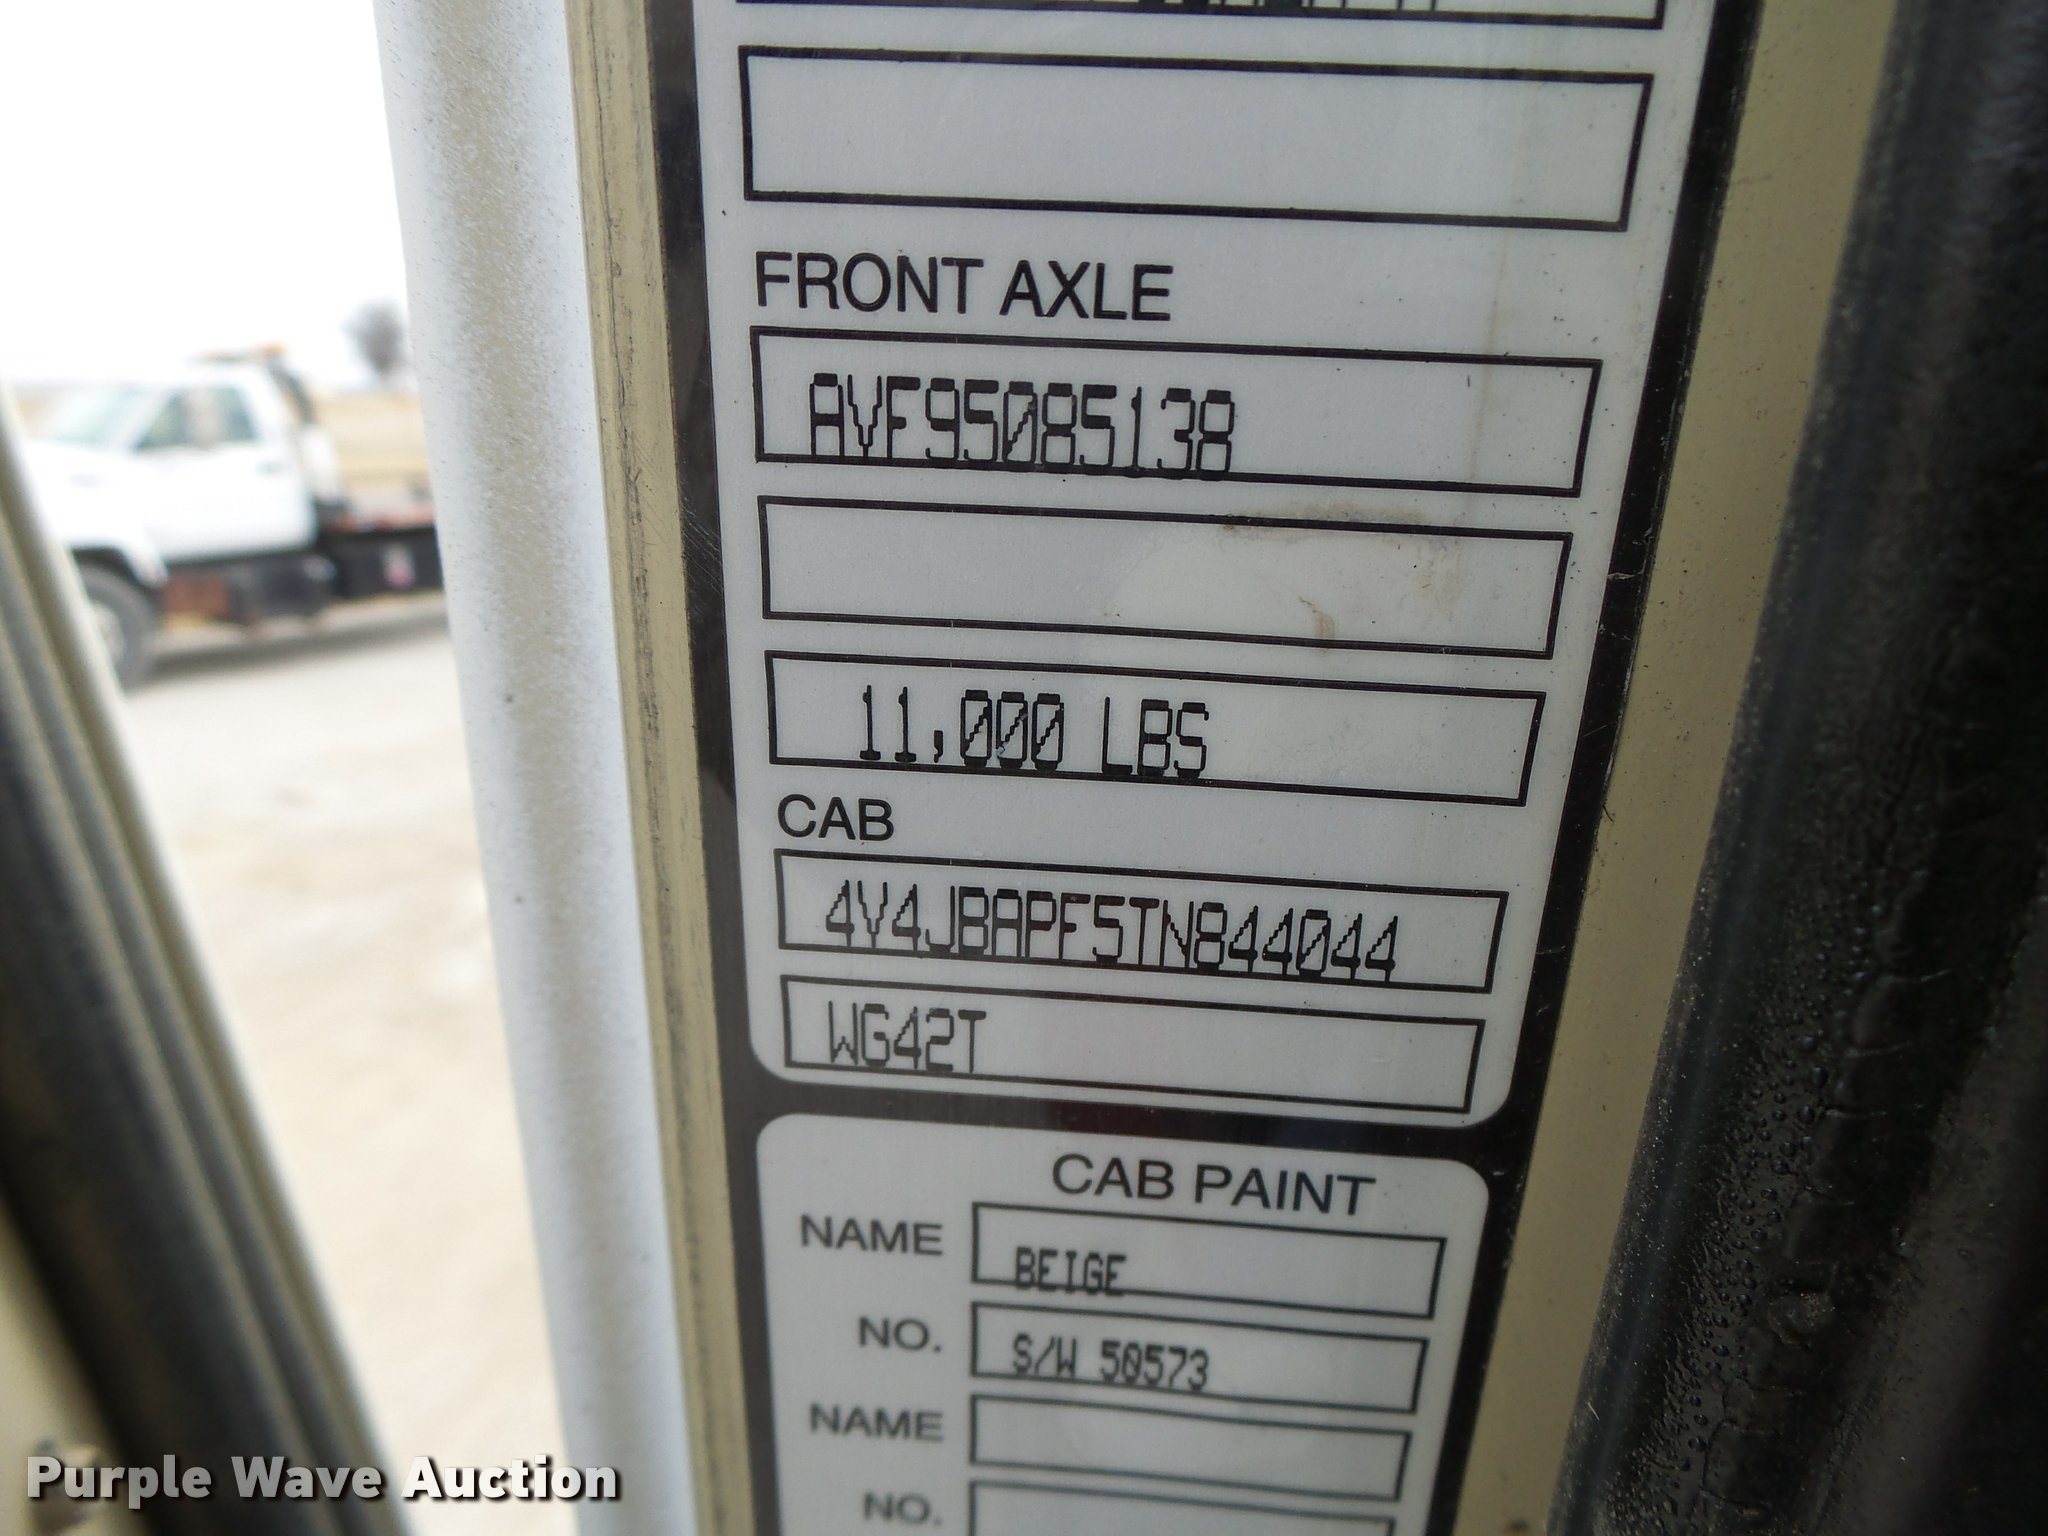 FRONT AXLE
AVF95085138
11,000 LBS
CAB
4V4JBAPF5TN844044
WG42T
CAB PAINT
NAME BEIGE
NO. S/W 50573
NAME
NO.
Purple Wave Auction